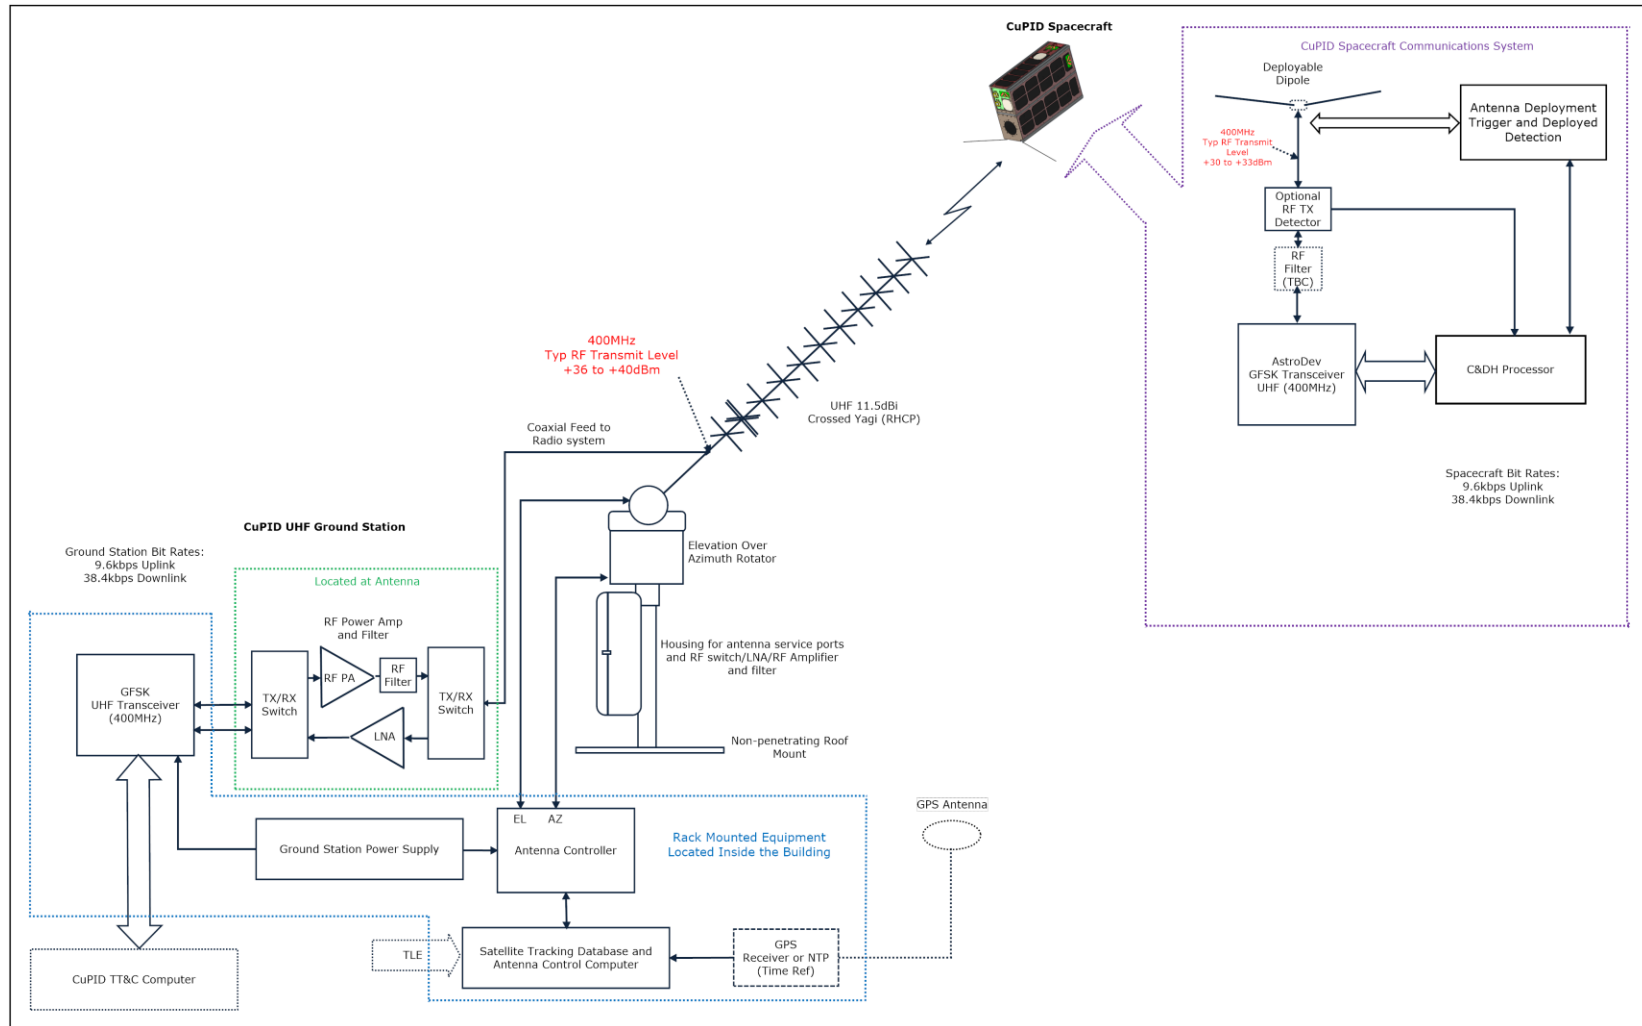 CuPID Spacecraft
CuPID Spacecraft Communications System
Deployable
Dipole
Antenna Deployment
Trigger and Deployed
Detection
400MHz
Typ RF Transmit
Level
+30 to +33dBm
Optional
RF TX
Detector
RF
Filter
(TBC)
AstroDev
GFSK Transceiver
UHF (400MHz)
C&DH Processor
Spacecraft Bit Rates:
9.6kbps Uplink
38.4kbps Downlink
400MHz
Typ RF Transmit Level
+36 to +40dBm
UHF 11.5dBi
Crossed Yagi (RHCP)
Coaxial Feed to
Radio system
CuPID UHF Ground Station
Ground Station Bit Rates:
9.6kbps Uplink
38.4kbps Downlink
Located at Antenna
Elevation Over
Azimuth Rotator
RF Power Amp
and Filter
GFSK
UHF Transceiver
(400MHz)
TX/RX
Switch
RF PA
RF
Filter
TX/RX
Switch
LNA
Housing for antenna service ports
and RF switch/LNA/RF Amplifier
and filter
Non-penetrating Roof
Mount
EL
AZ
Antenna Controller
Ground Station Power Supply
Rack Mounted Equipment
Located Inside the Building
GPS Antenna
TLE
Satellite Tracking Database and
Antenna Control Computer
GPS
Receiver or NTP
(Time Ref)
CuPID TT&C Computer